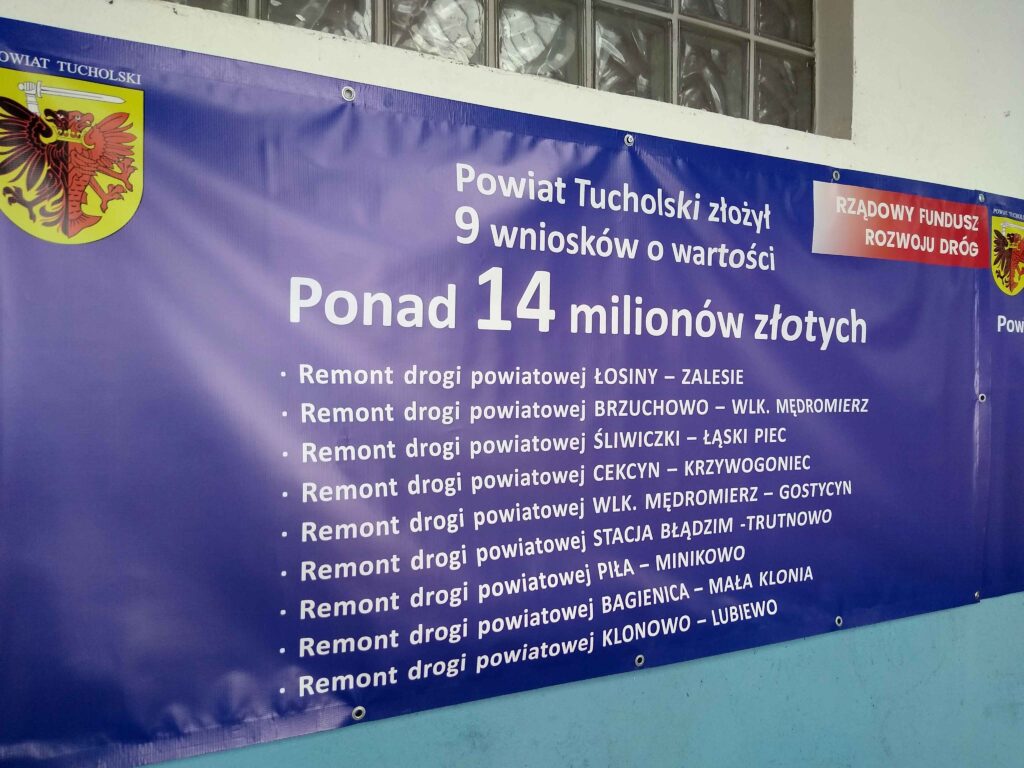 POWIAT TUCHOLSKI
Powiat Tucholski złożył
9 wniosków o wartości
Ponad 14 milionów złotych
RZĄDOWY FUNDUSZ
ROZWOJU DRÓG
· Remont drogi powiatowej ŁOSINY – ZALESIE
· Remont drogi powiatowej BRZUCHOWO – WLK. MĘDROMIERZ
· Remont drogi powiatowej ŚLIWICZKI – ŁĄSKI PIEC
· Remont drogi powiatowej CEKCYN – KRZYWOGONIEC
· Remont drogi powiatowej WLK. MĘDROMIERZ – GOSTYCYN
· Remont drogi powiatowej STACJA BŁĄDZIM -TRUTNOWO
· Remont drogi powiatowej PIŁA – MINIKOWO
· Remont drogi powiatowej BAGIENICA – MAŁA KLONIA
· Remont drogi powiatowej KLONOWO – LUBIEWO